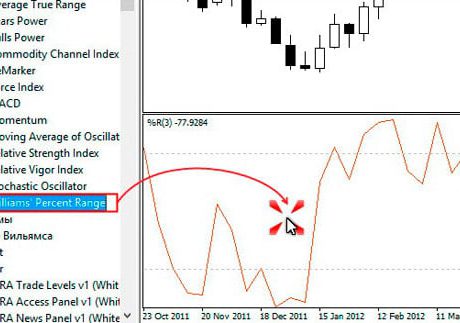 verage True Range
ears Power
ulls Power
ommodity Channel Index
eMarker
orce Index
ACD
omentum
oving Average of Oscillat
elative Strength Index
elative Vigor Index
ochastic Oscillator
illiams' Percent Range
мы
Вильямса
t
r
RA Trade Levels v1 (Whit
RA Access Panel v1 (Whit
RA News Panel v1 (White
%R(3) -77.9284
23 Oct 2011
20 Nov 2011
18 Dec 2011
15 Jan 2012
12 Feb 2012
11 Ma